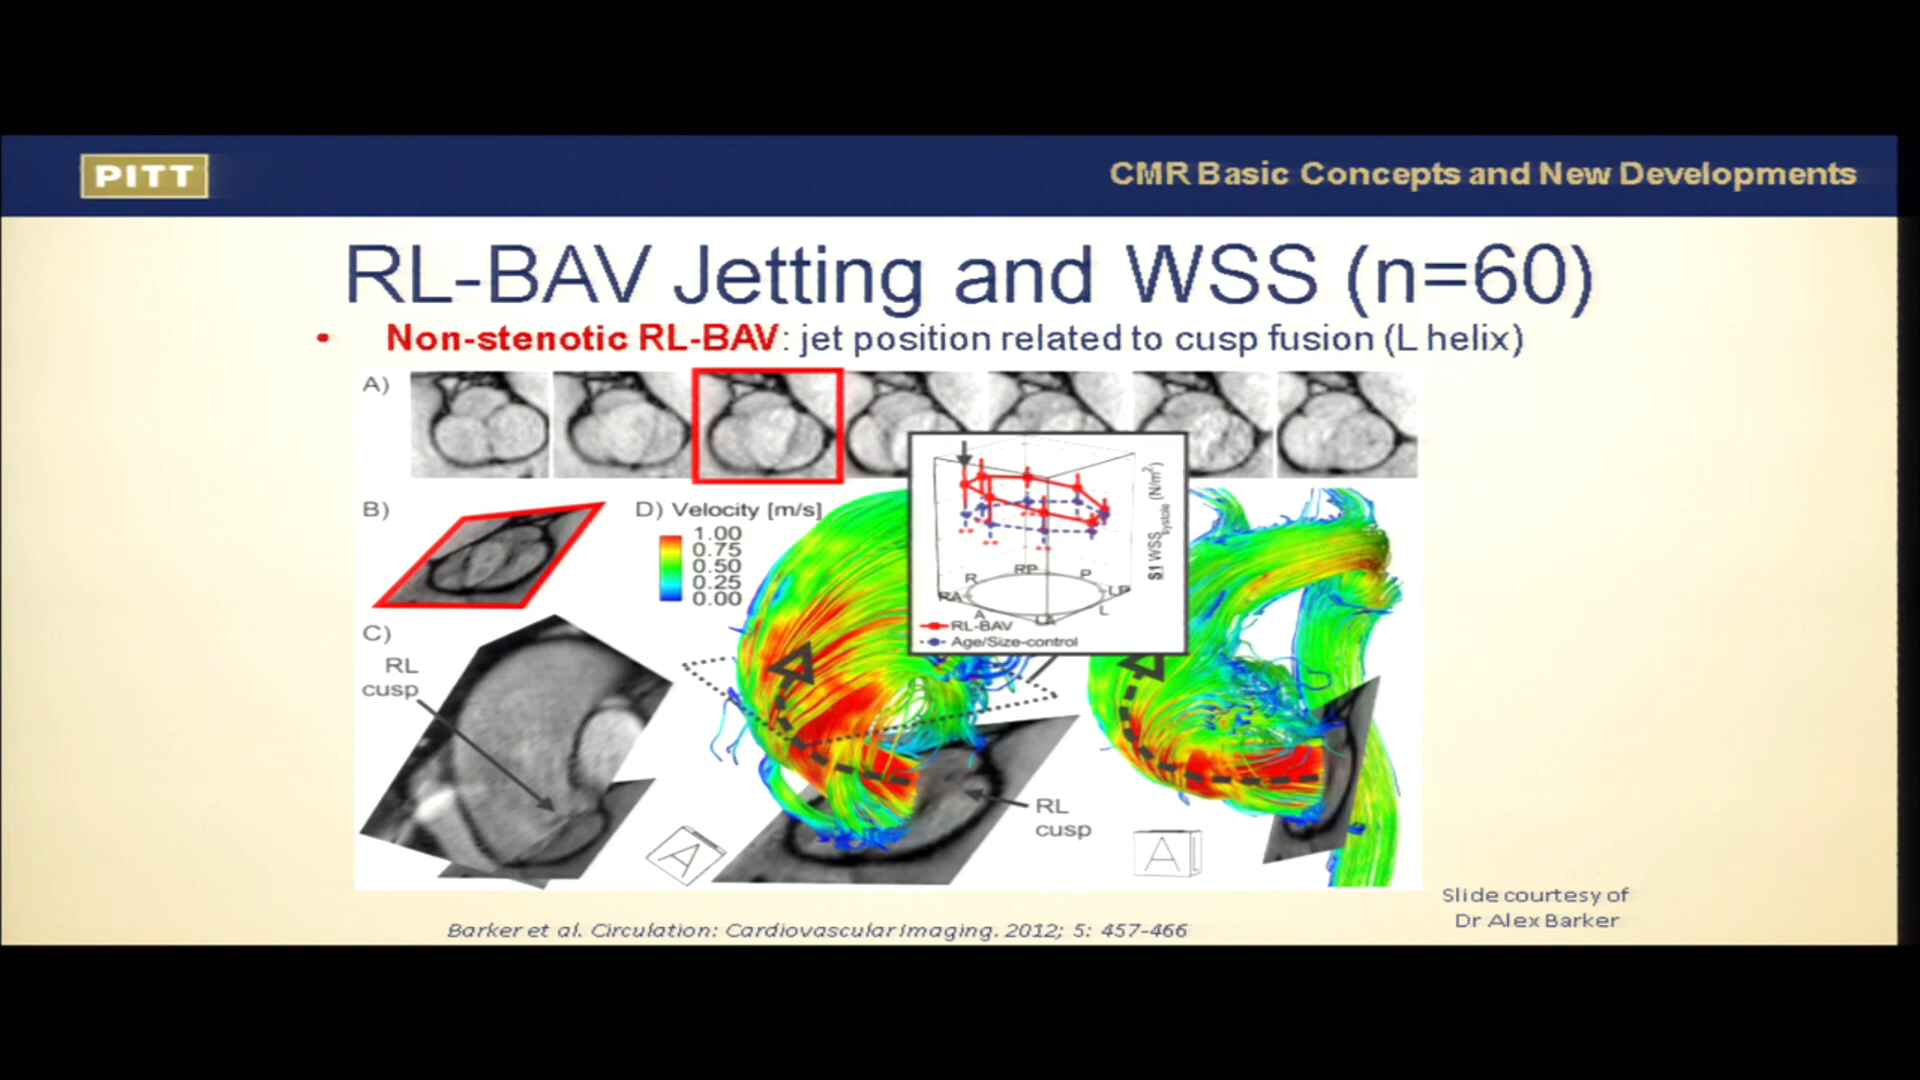 PITT
CMR Basic Concepts and New Developments
RL-BAV Jetting and WSS (n=60)
• Non-stenotic RL-BAV: jet position related to cusp fusion (L helix)
A)
B)
D) Velocity [m/s]
1.00
0.75
0.50
0.25
0.00
S1 WSS systole (N/m²)
R
RP
P
RA
LP
A
LA
L
RL-BAV
Age/Size-control
C)
RL
cusp
RL
cusp
A
A
Slide courtesy of
Dr Alex Barker
Barker et al. Circulation: Cardiovascular Imaging. 2012; 5: 457-466